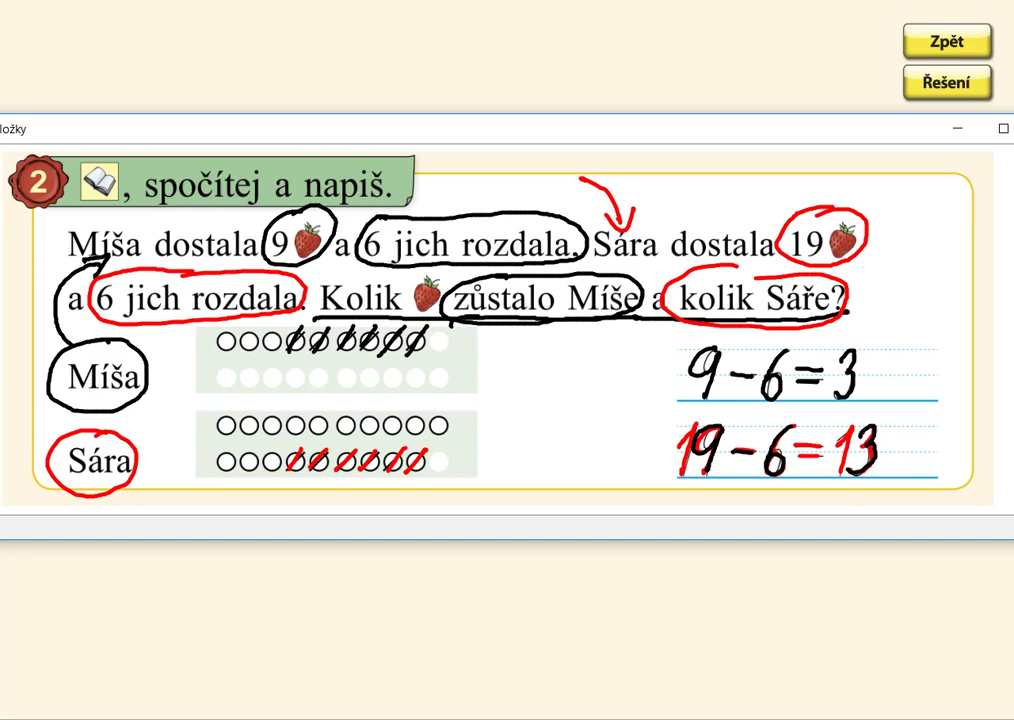 Zpět
Řešení
ložky
2 , spočítej a napiš.
Míša dostala 9 a 6 jich rozdala. Sára dostala 19
a 6 jich rozdala. Kolik zůstalo Míše a kolik Sáře?
Míša
9-6=3
Sára
19-6=13